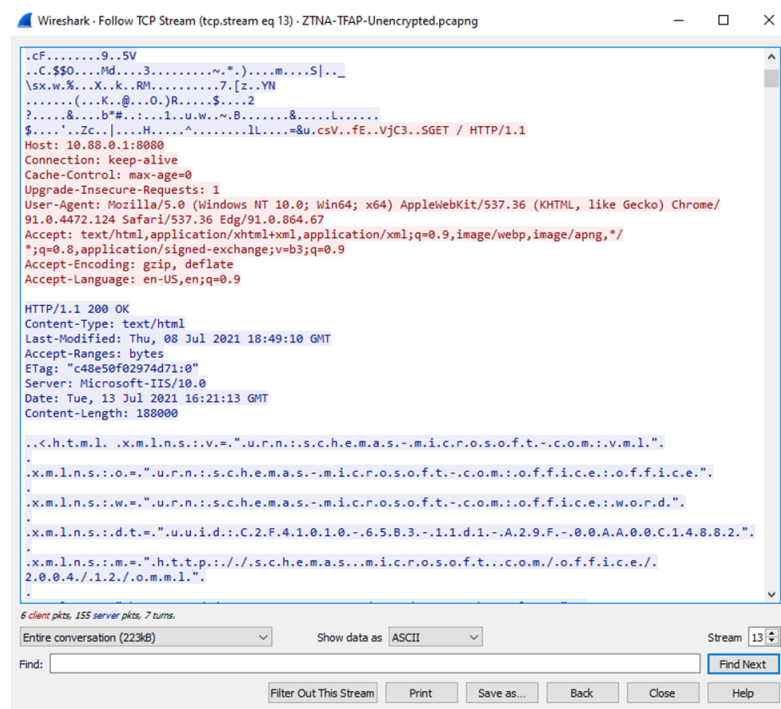 Wireshark · Follow TCP Stream (tcp.stream eq 13) · ZTNA-TFAP-Unencrypted.pcapng
.cF........9..5V
..C.$$O....Md....3.........~.*.)....m....S|.._
\sx.w.%...X..k..RM..........7.[z..YN
.......(...K..@...O.)R.....$....2
?.....&....b*#..:...1..u.w..~.B.......&.....L......
$....'..Zc..|....H.....^........lL....=&u.csV..fE..VjC3..SGET / HTTP/1.1
Host: 10.88.0.1:8080
Connection: keep-alive
Cache-Control: max-age=0
Upgrade-Insecure-Requests: 1
User-Agent: Mozilla/5.0 (Windows NT 10.0; Win64; x64) AppleWebKit/537.36 (KHTML, like Gecko) Chrome/
91.0.4472.124 Safari/537.36 Edg/91.0.864.67
Accept: text/html,application/xhtml+xml,application/xml;q=0.9,image/webp,image/apng,*/
*;q=0.8,application/signed-exchange;v=b3;q=0.9
Accept-Encoding: gzip, deflate
Accept-Language: en-US,en;q=0.9
HTTP/1.1 200 OK
Content-Type: text/html
Last-Modified: Thu, 08 Jul 2021 18:49:10 GMT
Accept-Ranges: bytes
ETag: "c48e50f02974d71:0"
Server: Microsoft-IIS/10.0
Date: Tue, 13 Jul 2021 16:21:13 GMT
Content-Length: 188000
..<.h.t.m.l. .x.m.l.n.s.:.v.=.".u.r.n.:.s.c.h.e.m.a.s.-.m.i.c.r.o.s.o.f.t.-.c.o.m.:.v.m.l.".
.
.x.m.l.n.s.:.o.=.".u.r.n.:.s.c.h.e.m.a.s.-.m.i.c.r.o.s.o.f.t.-.c.o.m.:.o.f.f.i.c.e.:.o.f.f.i.c.e.".
.
.x.m.l.n.s.:.w.=.".u.r.n.:.s.c.h.e.m.a.s.-.m.i.c.r.o.s.o.f.t.-.c.o.m.:.o.f.f.i.c.e.:.w.o.r.d.".
.
.x.m.l.n.s.:.d.t.=.".u.u.i.d.:.C.2.F.4.1.0.1.0.-.6.5.B.3.-.1.1.d.1.-.A.2.9.F.-.0.0.A.A.0.0.C.1.4.8.8.2.".
.
.x.m.l.n.s.:.m.=.".h.t.t.p.:././.s.c.h.e.m.a.s...m.i.c.r.o.s.o.f.t...c.o.m./.o.f.f.i.c.e./.
2.0.0.4./.1.2./.o.m.m.l.".
.
6 client pkts, 155 server pkts, 7 turns.
Entire conversation (223kB) Show data as ASCII Stream 13
Find: Find Next
Filter Out This Stream Print Save as... Back Close Help